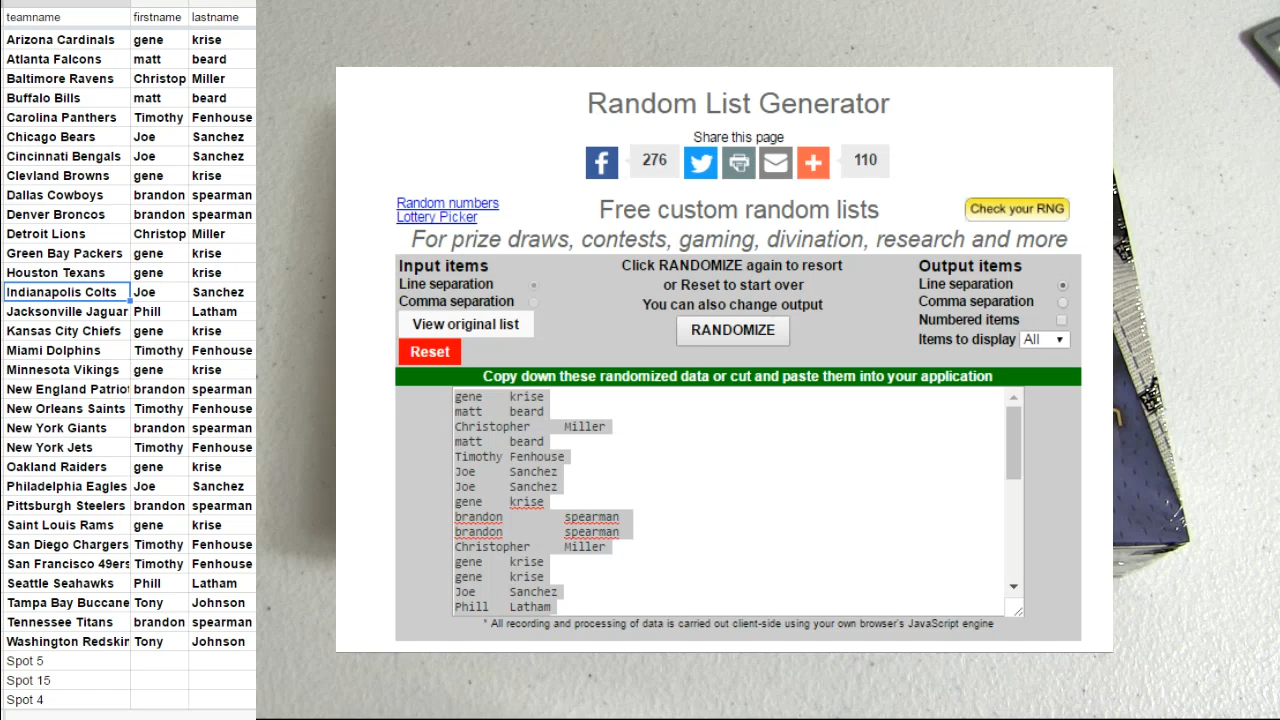 teamname firstname lastname
Arizona Cardinals gene krise
Atlanta Falcons matt beard
Baltimore Ravens Christop Miller
Buffalo Bills matt beard
Carolina Panthers Timothy Fenhouse
Chicago Bears Joe Sanchez
Cincinnati Bengals Joe Sanchez
Clevland Browns gene krise
Dallas Cowboys brandon spearman
Denver Broncos brandon spearman
Detroit Lions Christop Miller
Green Bay Packers gene krise
Houston Texans gene krise
Indianapolis Colts Joe Sanchez
Jacksonville Jaguar Phill Latham
Kansas City Chiefs gene krise
Miami Dolphins Timothy Fenhouse
Minnesota Vikings gene krise
New England Patriot brandon spearman
New Orleans Saints Timothy Fenhouse
New York Giants brandon spearman
New York Jets Timothy Fenhouse
Oakland Raiders gene krise
Philadelphia Eagles Joe Sanchez
Pittsburgh Steelers brandon spearman
Saint Louis Rams gene krise
San Diego Chargers Timothy Fenhouse
San Francisco 49ers Timothy Fenhouse
Seattle Seahawks Phill Latham
Tampa Bay Buccane Tony Johnson
Tennessee Titans brandon spearman
Washington Redskin Tony Johnson
Spot 5
Spot 15
Spot 4
Random List Generator
Share this page
276 110
Random numbers
Lottery Picker
Free custom random lists
Check your RNG
For prize draws, contests, gaming, divination, research and more
Input items
Line separation
Comma separation
View original list
Reset
Click RANDOMIZE again to resort
or Reset to start over
You can also change output
RANDOMIZE
Output items
Line separation
Comma separation
Numbered items
Items to display All
Copy down these randomized data or cut and paste them into your application
gene krise
matt beard
Christopher Miller
matt beard
Timothy Fenhouse
Joe Sanchez
Joe Sanchez
gene krise
brandon spearman
brandon spearman
Christopher Miller
gene krise
gene krise
Joe Sanchez
Phill Latham
* All recording and processing of data is carried out client-side using your own browser's JavaScript engine